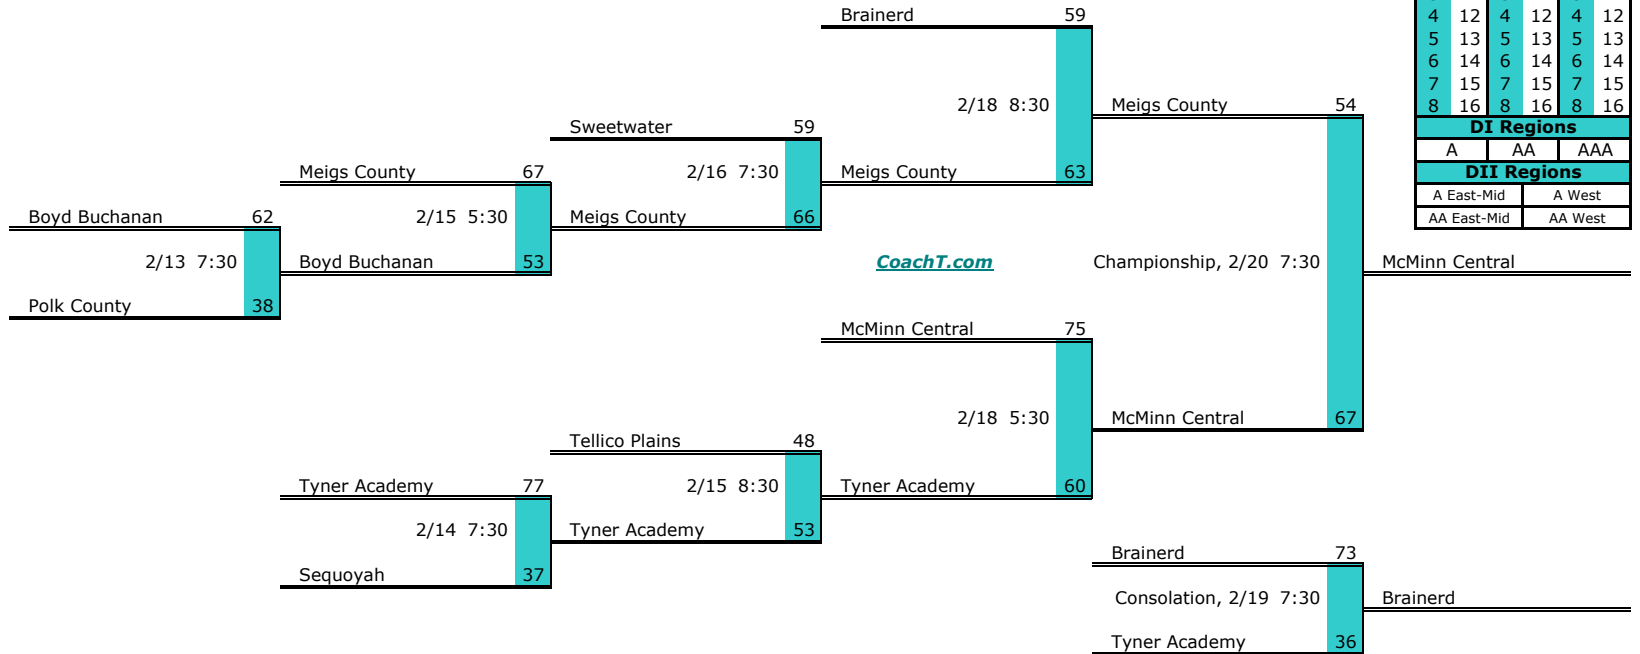 Brainerd 59
4 12 4 12 4 12
5 13 5 13 5 13
6 14 6 14 6 14
7 15 7 15 7 15
2/18 8:30 Meigs County 54 8 16 8 16 8 16
Sweetwater 59 DI Regions
A AA AAA
Meigs County 67 2/16 7:30 Meigs County 63 DII Regions
A East-Mid A West
Boyd Buchanan 62 2/15 5:30 Meigs County 66 AA East-Mid AA West
2/13 7:30 Boyd Buchanan 53 CoachT.com Championship, 2/20 7:30 McMinn Central
Polk County 38
McMinn Central 75
2/18 5:30 McMinn Central 67
Tellico Plains 48
Tyner Academy 77 2/15 8:30 Tyner Academy 60
2/14 7:30 Tyner Academy 53
Brainerd 73
Sequoyah 37
Consolation, 2/19 7:30 Brainerd
Tyner Academy 36